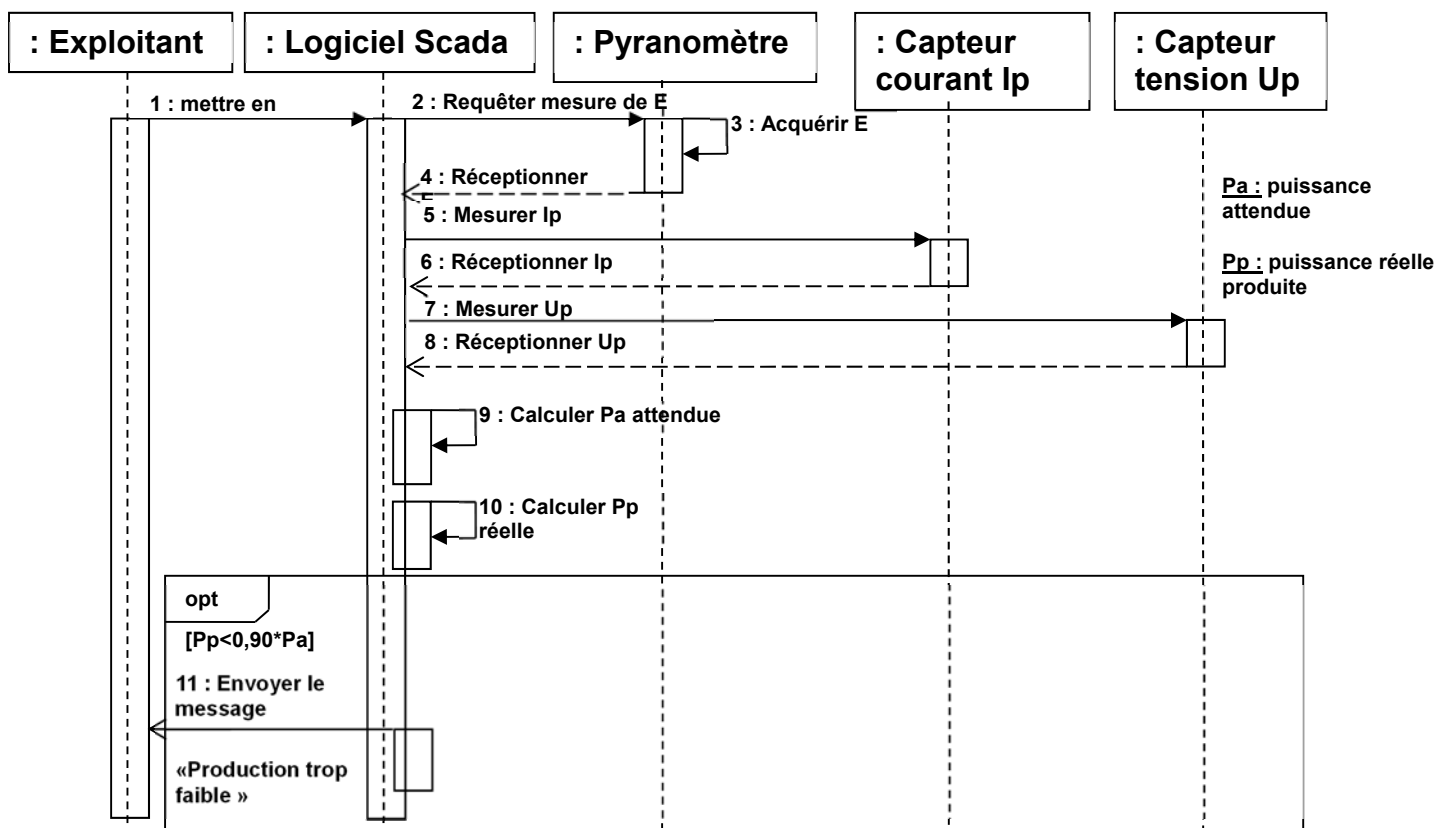 : Exploitant
: Logiciel Scada
: Pyranomètre
: Capteur
courant Ip
: Capteur
tension Up
1 : mettre en
2 : Requêter mesure de E
3 : Acquérir E
4 : Réceptionner
Pa : puissance
attendue
5 : Mesurer Ip
6 : Réceptionner Ip
Pp : puissance réelle
produite
7 : Mesurer Up
8 : Réceptionner Up
9 : Calculer Pa attendue
10 : Calculer Pp
réelle
opt
[Pp<0,90*Pa]
11 : Envoyer le
message
«Production trop
faible »